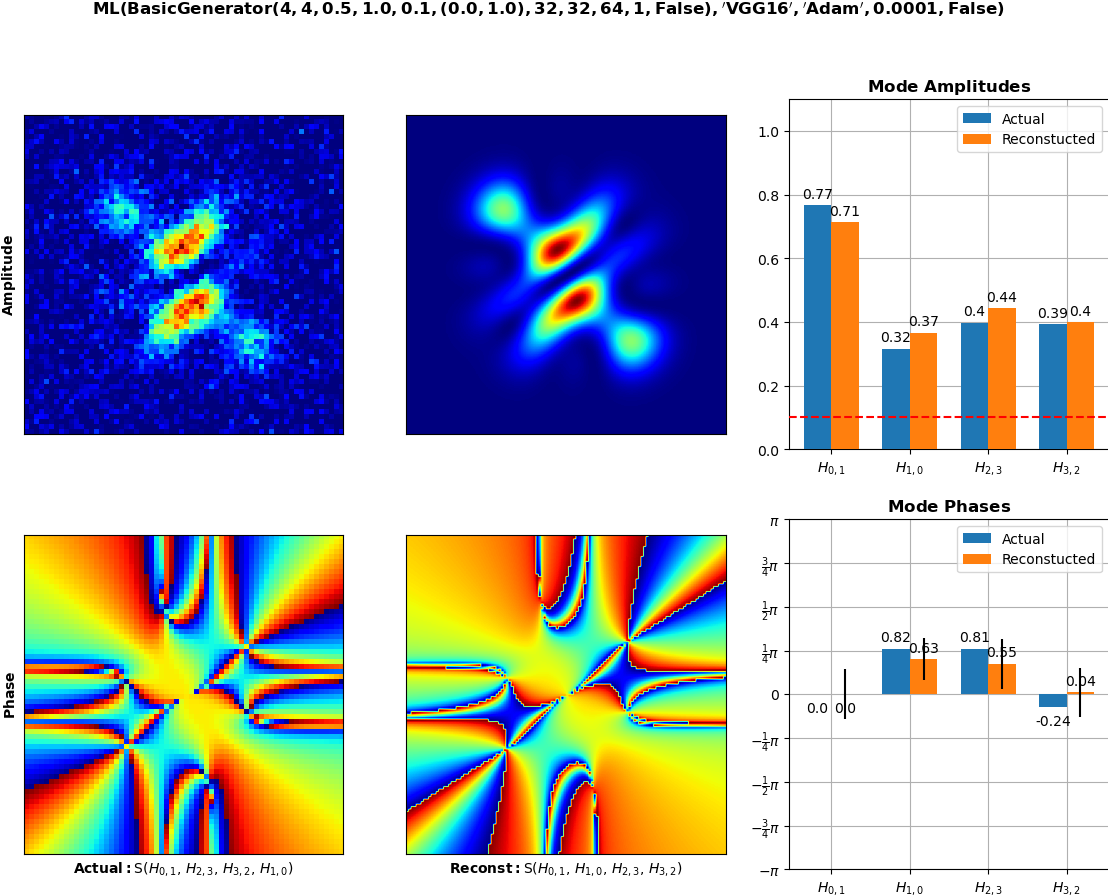 ML(BasicGenerator(4, 4, 0.5, 1.0, 0.1, (0.0, 1.0), 32, 32, 64, 1, False), ′VGG16′, ′Adam′, 0.0001, False)
Amplitude
Mode Amplitudes
Actual
Reconstucted
1.0
0.8
0.6
0.4
0.2
0.0
0.77
0.71
0.32
0.37
0.4
0.44
0.39
0.4
H0,1
H1,0
H2,3
H3,2
Phase
Actual: S(H0,1, H2,3, H3,2, H1,0)
Reconst: S(H0,1, H1,0, H2,3, H3,2)
Mode Phases
Actual
Reconstucted
π
3/4π
1/2π
1/4π
0
−1/4π
−1/2π
−3/4π
−π
0.0
0.0
0.82
0.63
0.81
0.55
-0.24
0.04
H0,1
H1,0
H2,3
H3,2